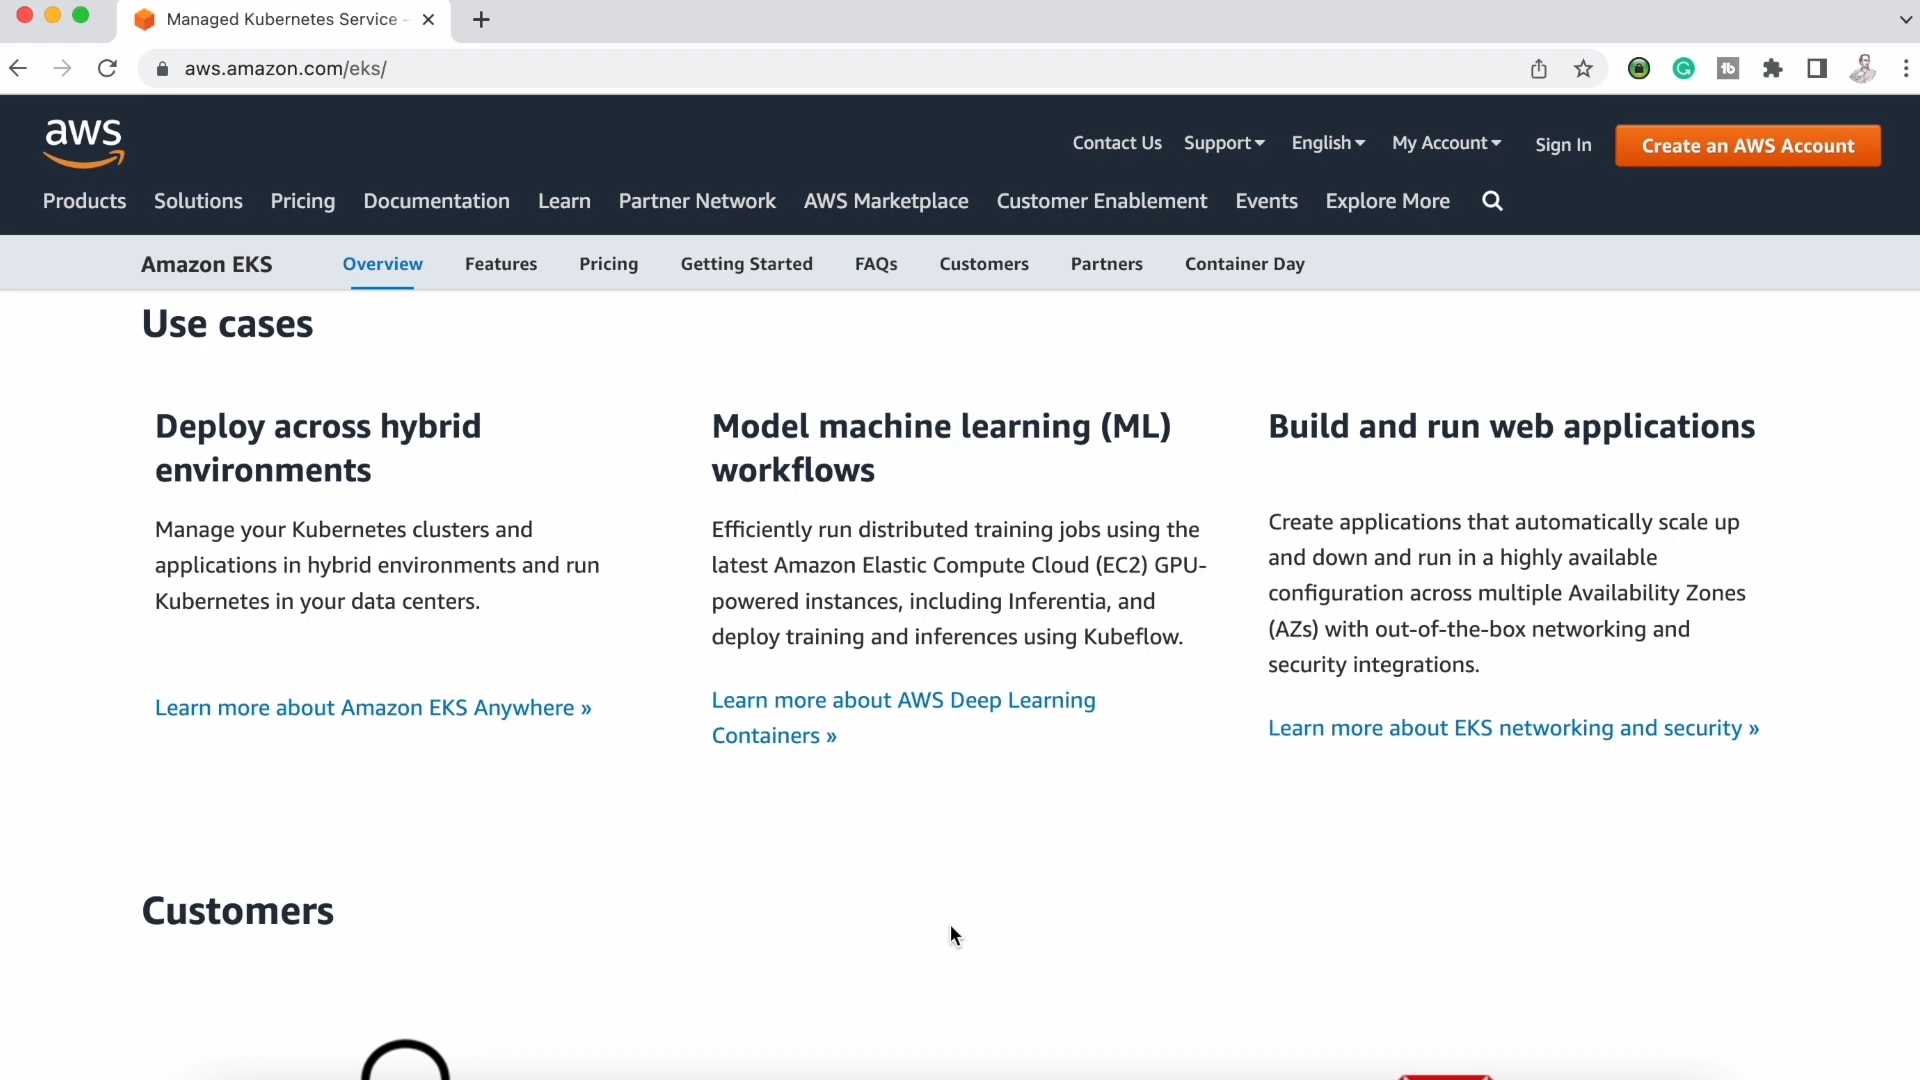 Managed Kubernetes Service -
aws.amazon.com/eks/
aws
Contact Us Support English My Account Sign In Create an AWS Account
Products Solutions Pricing Documentation Learn Partner Network AWS Marketplace Customer Enablement Events Explore More
Amazon EKS Overview Features Pricing Getting Started FAQs Customers Partners Container Day
Use cases
Deploy across hybrid
environments
Manage your Kubernetes clusters and
applications in hybrid environments and run
Kubernetes in your data centers.
Learn more about Amazon EKS Anywhere »
Model machine learning (ML)
workflows
Efficiently run distributed training jobs using the
latest Amazon Elastic Compute Cloud (EC2) GPU-
powered instances, including Inferentia, and
deploy training and inferences using Kubeflow.
Learn more about AWS Deep Learning
Containers »
Build and run web applications
Create applications that automatically scale up
and down and run in a highly available
configuration across multiple Availability Zones
(AZs) with out-of-the-box networking and
security integrations.
Learn more about EKS networking and security »
Customers